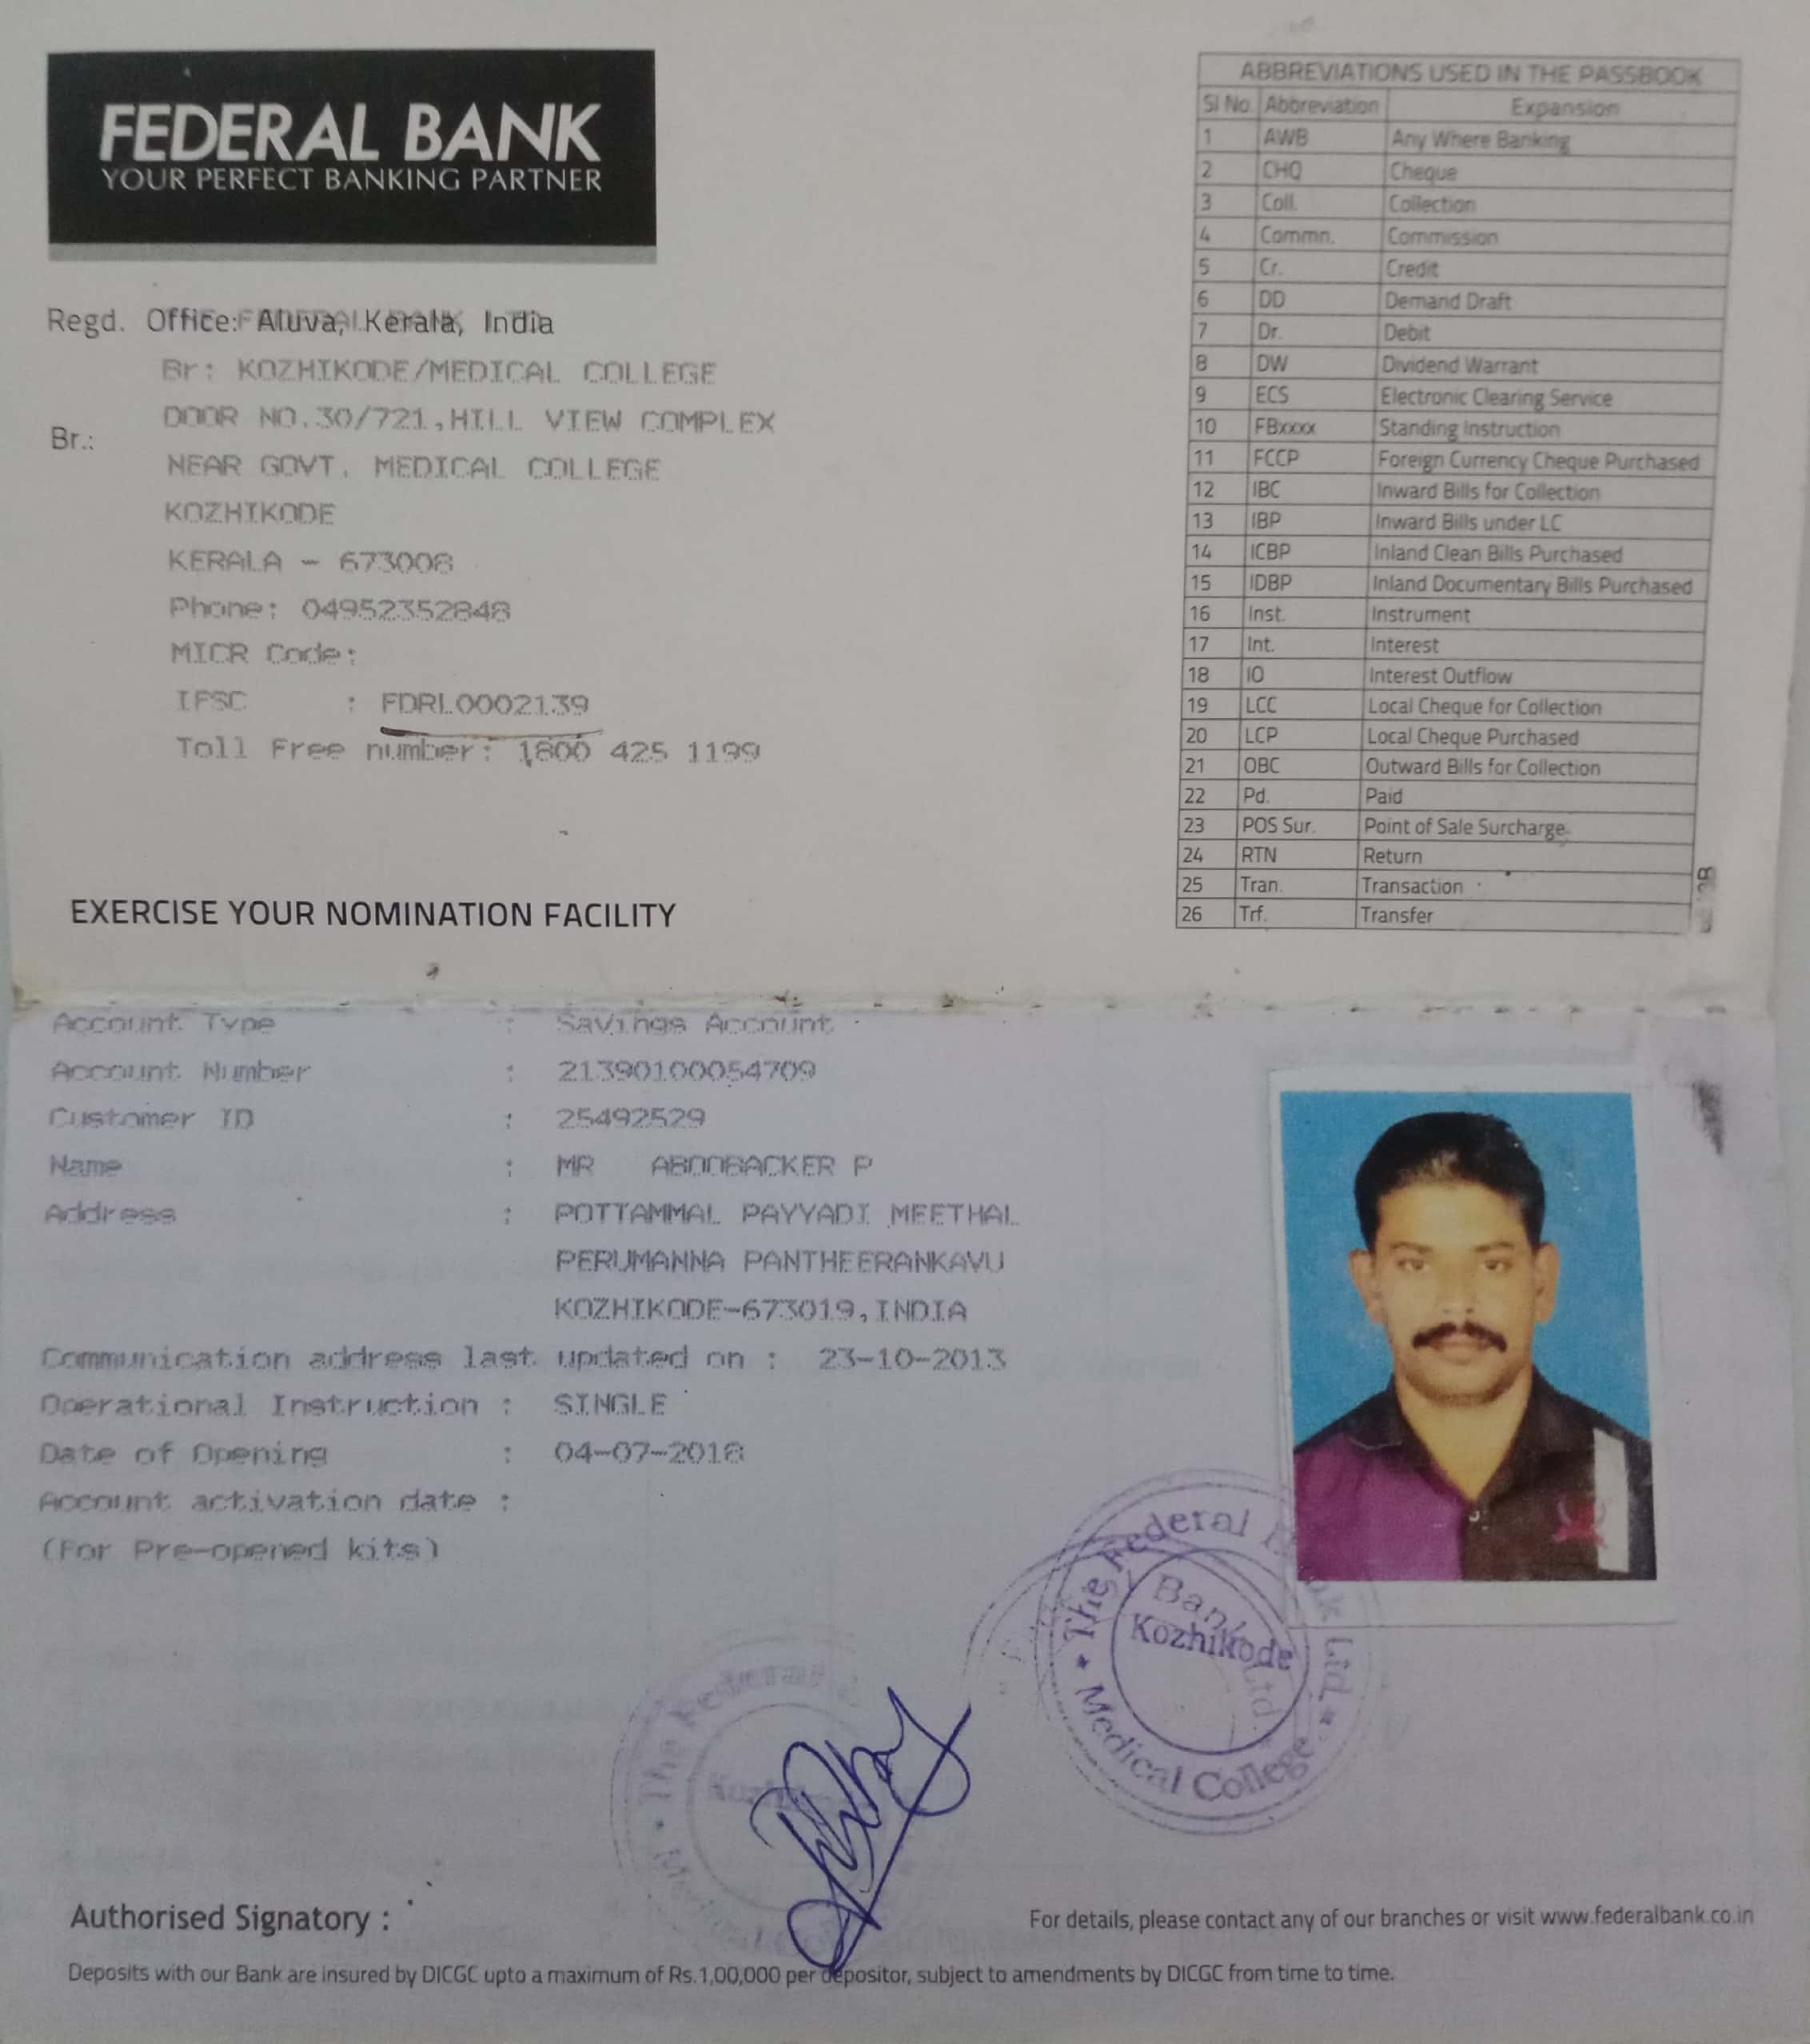 FEDERAL BANK
YOUR PERFECT BANKING PARTNER
Regd. Office: Aluva, Kerala, India
Br: KOZHIKODE/MEDICAL COLLEGE
DOOR NO.30/721,HILL VIEW COMPLEX
Br.:
NEAR GOVT. MEDICAL COLLEGE
KOZHIKODE
KERALA - 673008
Phone: 04952352848
MICR Code:
IFSC : FDRL0002139
Toll Free number: 1800 425 1199
EXERCISE YOUR NOMINATION FACILITY
ABBREVIATIONS USED IN THE PASSBOOK
Sl No. Abbreviation Expansion
1 AWB Any Where Banking
2 CHQ Cheque
3 Coll. Collection
4 Commn. Commission
5 Cr. Credit
6 DD Demand Draft
7 Dr. Debit
8 DW Dividend Warrant
9 ECS Electronic Clearing Service
10 FBxxxx Standing Instruction
11 FCCP Foreign Currency Cheque Purchased
12 IBC Inward Bills for Collection
13 IBP Inward Bills under LC
14 ICBP Inland Clean Bills Purchased
15 IDBP Inland Documentary Bills Purchased
16 Inst. Instrument
17 Int. Interest
18 IO Interest Outflow
19 LCC Local Cheque for Collection
20 LCP Local Cheque Purchased
21 OBC Outward Bills for Collection
22 Pd. Paid
23 POS Sur. Point of Sale Surcharge
24 RTN Return
25 Tran. Transaction
26 Trf. Transfer
Account Type : Savings Account
Account Number : 21390100054709
Customer ID : 25492529
Name : MR ABOOBACKER P
Address : POTTAMMAL PAYYADI MEETHAL
PERUMANNA PANTHEERANKAVU
KOZHIKODE-673019,INDIA
Communication address last updated on : 23-10-2013
Operational Instruction : SINGLE
Date of Opening : 04-07-2018
Account activation date :
(For Pre-opened kits)
The Federal Bank Ltd.
Kozhikode
Medical College
The Federal
Medical
Authorised Signatory :
For details, please contact any of our branches or visit www.federalbank.co.in
Deposits with our Bank are insured by DICGC upto a maximum of Rs.1,00,000 per depositor, subject to amendments by DICGC from time to time.